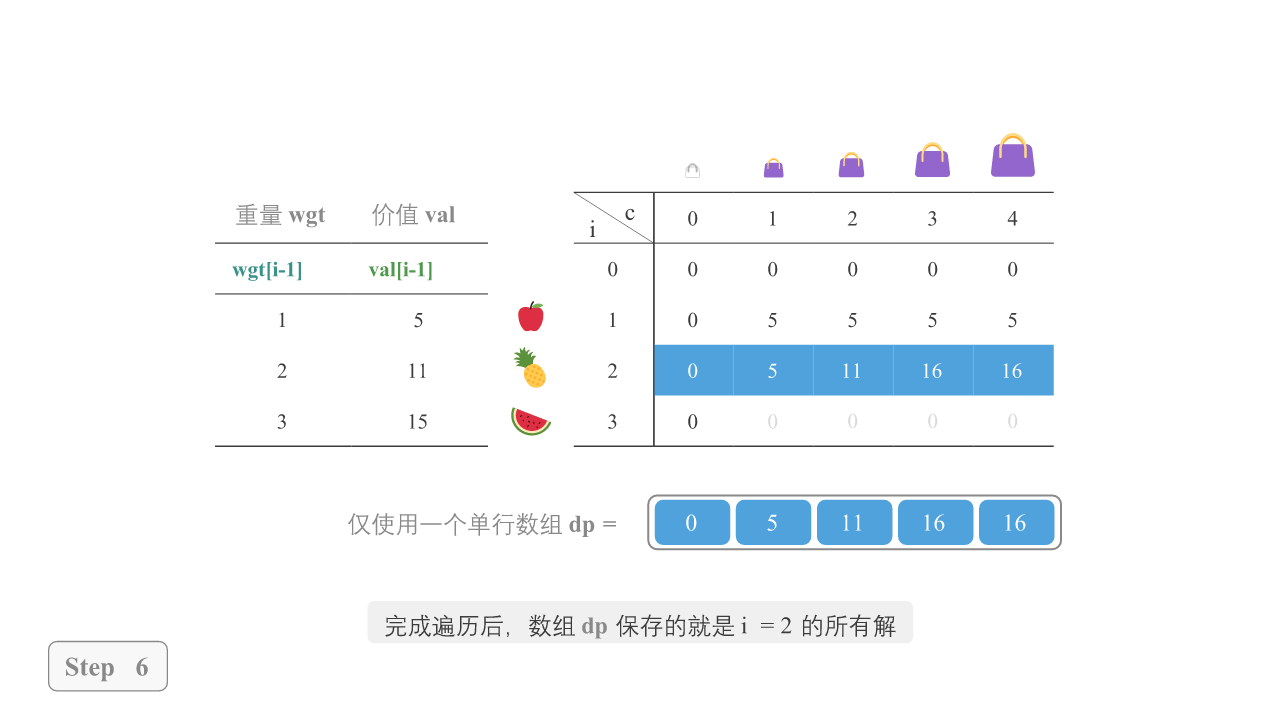 重量 wgt 价值 val
wgt[i-1] val[i-1]
1 5
2 11
3 15
c
i
0 1 2 3 4
0 0 0 0 0 0
1 0 5 5 5 5
2 0 5 11 16 16
3 0 0 0 0 0
仅使用一个单行数组 dp = 0 5 11 16 16
完成遍历后，数组 dp 保存的就是 i = 2 的所有解
Step 6